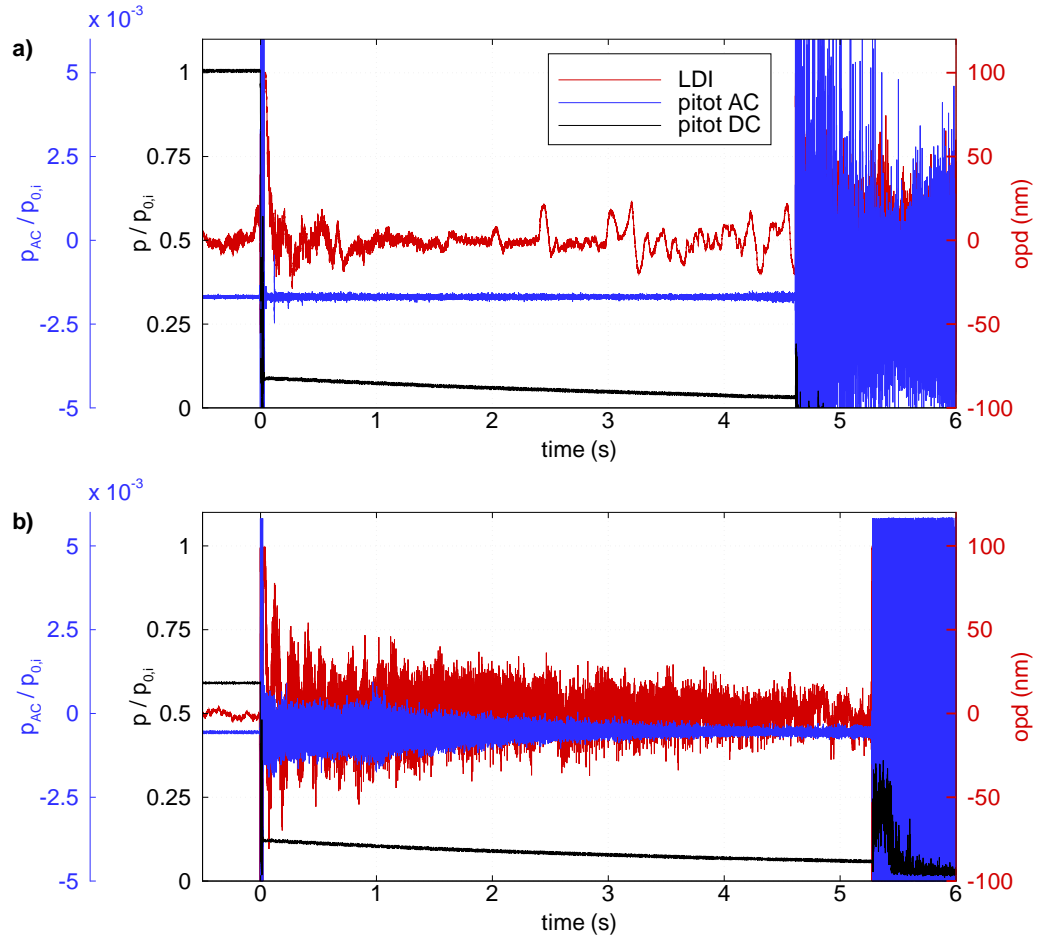 x 10⁻³
a)
p_AC / p_0,i
5
2.5
0
-2.5
-5
p / p_0,i
1
0.75
0.5
0.25
0
LDI
pitot AC
pitot DC
100
50
0
-50
-100
opd (nm)
0 1 2 3 4 5 6
time (s)
x 10⁻³
b)
p_AC / p_0,i
5
2.5
0
-2.5
-5
p / p_0,i
1
0.75
0.5
0.25
0
100
50
0
-50
-100
opd (nm)
0 1 2 3 4 5 6
time (s)